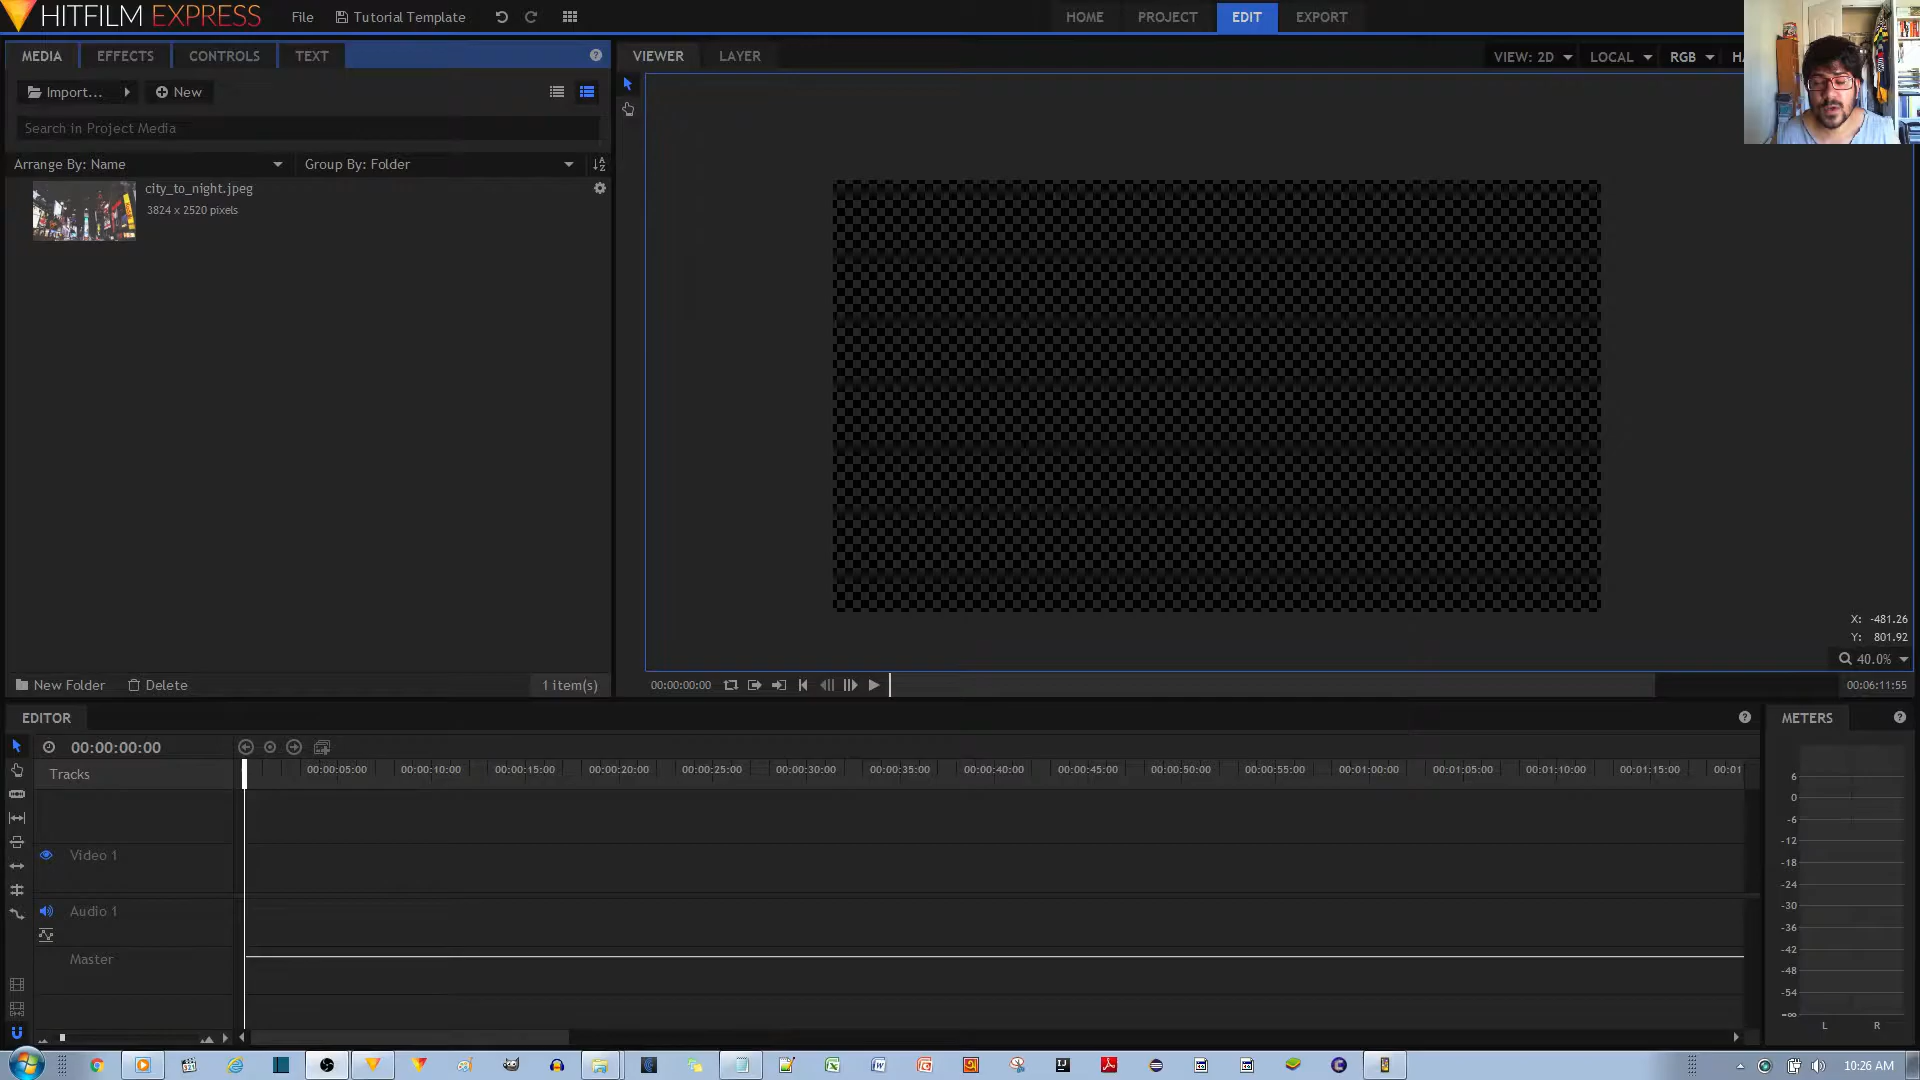 HITFILM EXPRESS File Tutorial Template HOME PROJECT EDIT EXPORT
MEDIA EFFECTS CONTROLS TEXT
VIEWER LAYER VIEW: 2D LOCAL RGB
Import... New
Search in Project Media
Arrange By: Name Group By: Folder
city_to_night.jpeg
3824 x 2520 pixels
X: -481.26
Y: 801.92
40.0%
New Folder Delete 1 item(s)
00:00:00:00 00:06:11:55
EDITOR METERS
00:00:00:00
Tracks 00:00:05:00 00:00:10:00 00:00:15:00 00:00:20:00 00:00:25:00 00:00:30:00 00:00:35:00 00:00:40:00 00:00:45:00 00:00:50:00 00:00:55:00 00:01:00:00 00:01:05:00 00:01:10:00 00:01:15:00 00:01
Video 1
Audio 1
Master
6
0
-6
-12
-18
-24
-30
-36
-42
-48
-54
-∞
L R
10:26 AM